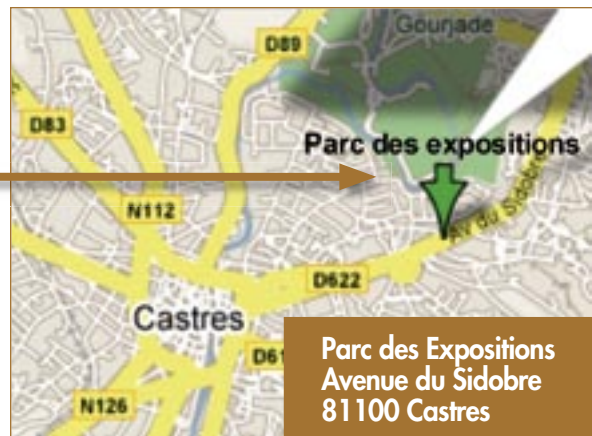 D89
Gourjade
D83
Parc des expositions
N112
Av du Sidobre
D622
Castres
D61
N126
Parc des Expositions
Avenue du Sidobre
81100 Castres